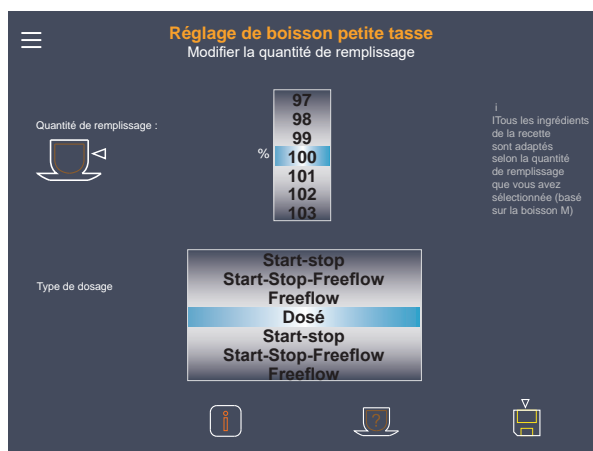 Réglage de boisson petite tasse
Modifier la quantité de remplissage
Quantité de remplissage :
%
97
98
99
100
101
102
103
i
ITous les ingrédients
de la recette
sont adaptés
selon la quantité
de remplissage
que vous avez
sélectionnée (basé
sur la boisson M)
Type de dosage
Start-stop
Start-Stop-Freeflow
Freeflow
Dosé
Start-stop
Start-Stop-Freeflow
Freeflow
i
?